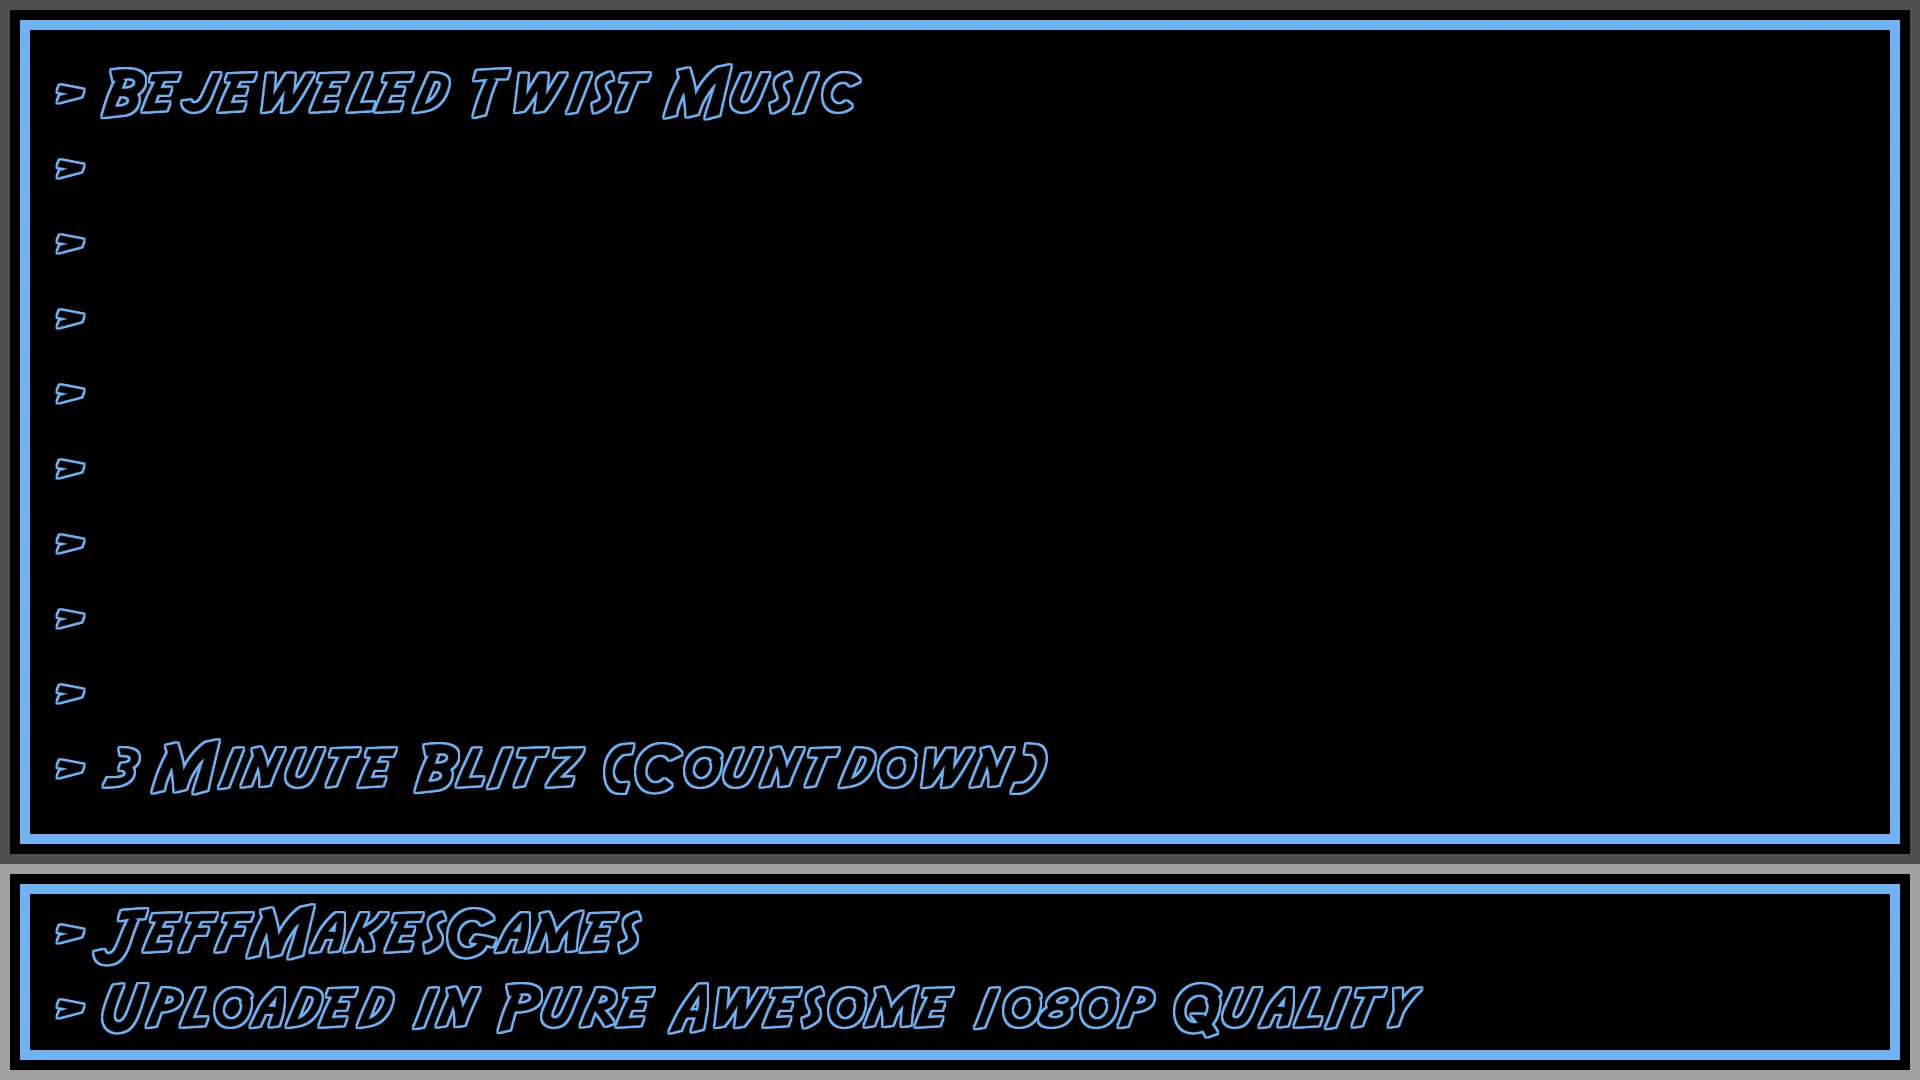 > Bejeweled Twist Music
>
>
>
>
>
>
>
>
> 3 Minute Blitz (Countdown)
> JeffMakesGames
> Uploaded in Pure Awesome 1080p Quality